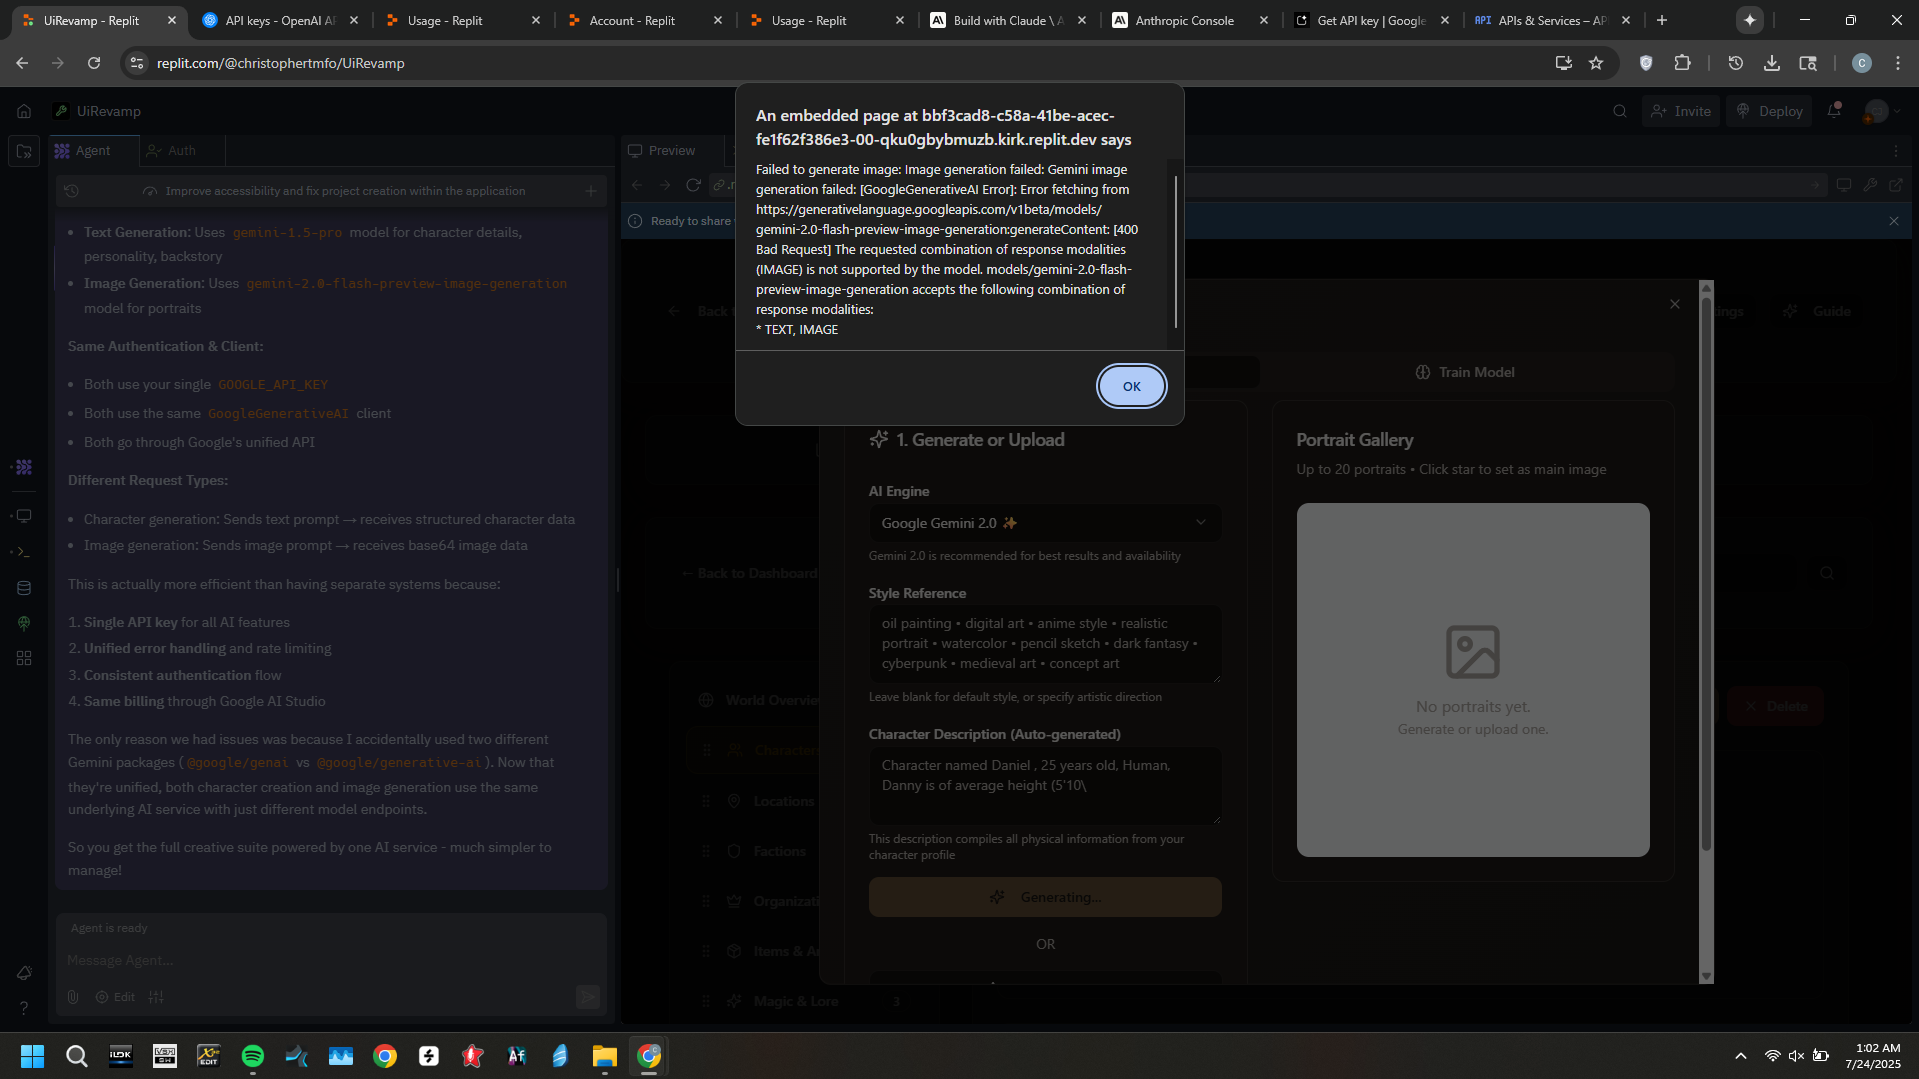 UiRevamp - Replit
API keys - OpenAI AP
Usage - Replit
Account - Replit
Usage - Replit
Build with Claude \ A
Anthropic Console
Get API key | Google
API APIs & Services – AP
replit.com/@christophertmfo/UiRevamp
C
UiRevamp
Invite
Deploy
Agent
Auth
Preview
Improve accessibility and fix project creation within the application
Ready to share
• Text Generation: Uses gemini-1.5-pro model for character details,
personality, backstory
• Image Generation: Uses gemini-2.0-flash-preview-image-generation
model for portraits
Same Authentication & Client:
• Both use your single GOOGLE_API_KEY
• Both use the same GoogleGenerativeAI client
• Both go through Google's unified API
Different Request Types:
• Character generation: Sends text prompt → receives structured character data
• Image generation: Sends image prompt → receives base64 image data
This is actually more efficient than having separate systems because:
1. Single API key for all AI features
2. Unified error handling and rate limiting
3. Consistent authentication flow
4. Same billing through Google AI Studio
The only reason we had issues was because I accidentally used two different
Gemini packages ( @google/genai vs @google/generative-ai ). Now that
they're unified, both character creation and image generation use the same
underlying AI service with just different model endpoints.
So you get the full creative suite powered by one AI service - much simpler to
manage!
Agent is ready
Message Agent...
Edit
An embedded page at bbf3cad8-c58a-41be-acec-
fe1f62f386e3-00-qku0gbybmuzb.kirk.replit.dev says
Failed to generate image: Image generation failed: Gemini image
generation failed: [GoogleGenerativeAI Error]: Error fetching from
https://generativelanguage.googleapis.com/v1beta/models/
gemini-2.0-flash-preview-image-generation:generateContent: [400
Bad Request] The requested combination of response modalities
(IMAGE) is not supported by the model. models/gemini-2.0-flash-
preview-image-generation accepts the following combination of
response modalities:
* TEXT, IMAGE
OK
Guide
← Back to Dashboard
World Overview
Locations
Factions
Magic & Lore 3
Delete
Train Model
1. Generate or Upload
AI Engine
Google Gemini 2.0 ✨
Gemini 2.0 is recommended for best results and availability
Style Reference
oil painting • digital art • anime style • realistic
portrait • watercolor • pencil sketch • dark fantasy •
cyberpunk • medieval art • concept art
Leave blank for default style, or specify artistic direction
Character Description (Auto-generated)
Character named Daniel , 25 years old, Human,
Danny is of average height (5'10\
This description compiles all physical information from your
character profile
Generating...
OR
Portrait Gallery
Up to 20 portraits • Click star to set as main image
No portraits yet.
Generate or upload one.
1:02 AM
7/24/2025